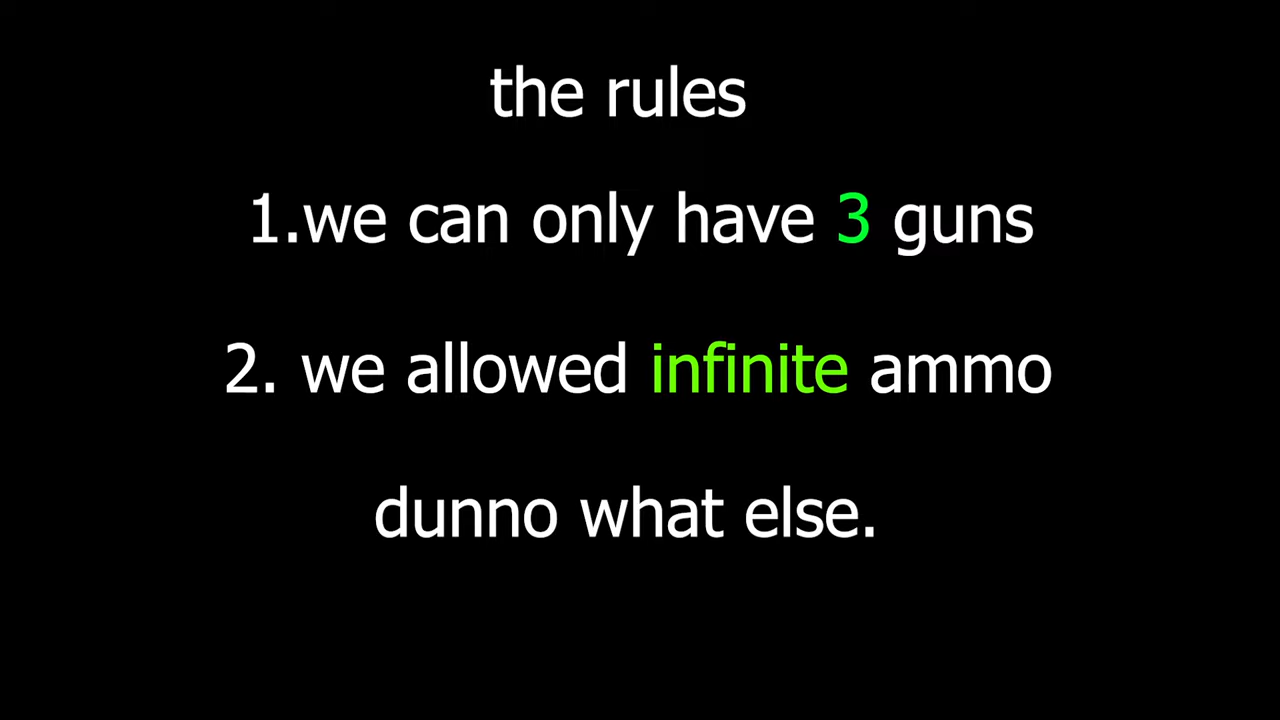 the rules
1.we can only have 3 guns
2. we allowed infinite ammo
dunno what else.